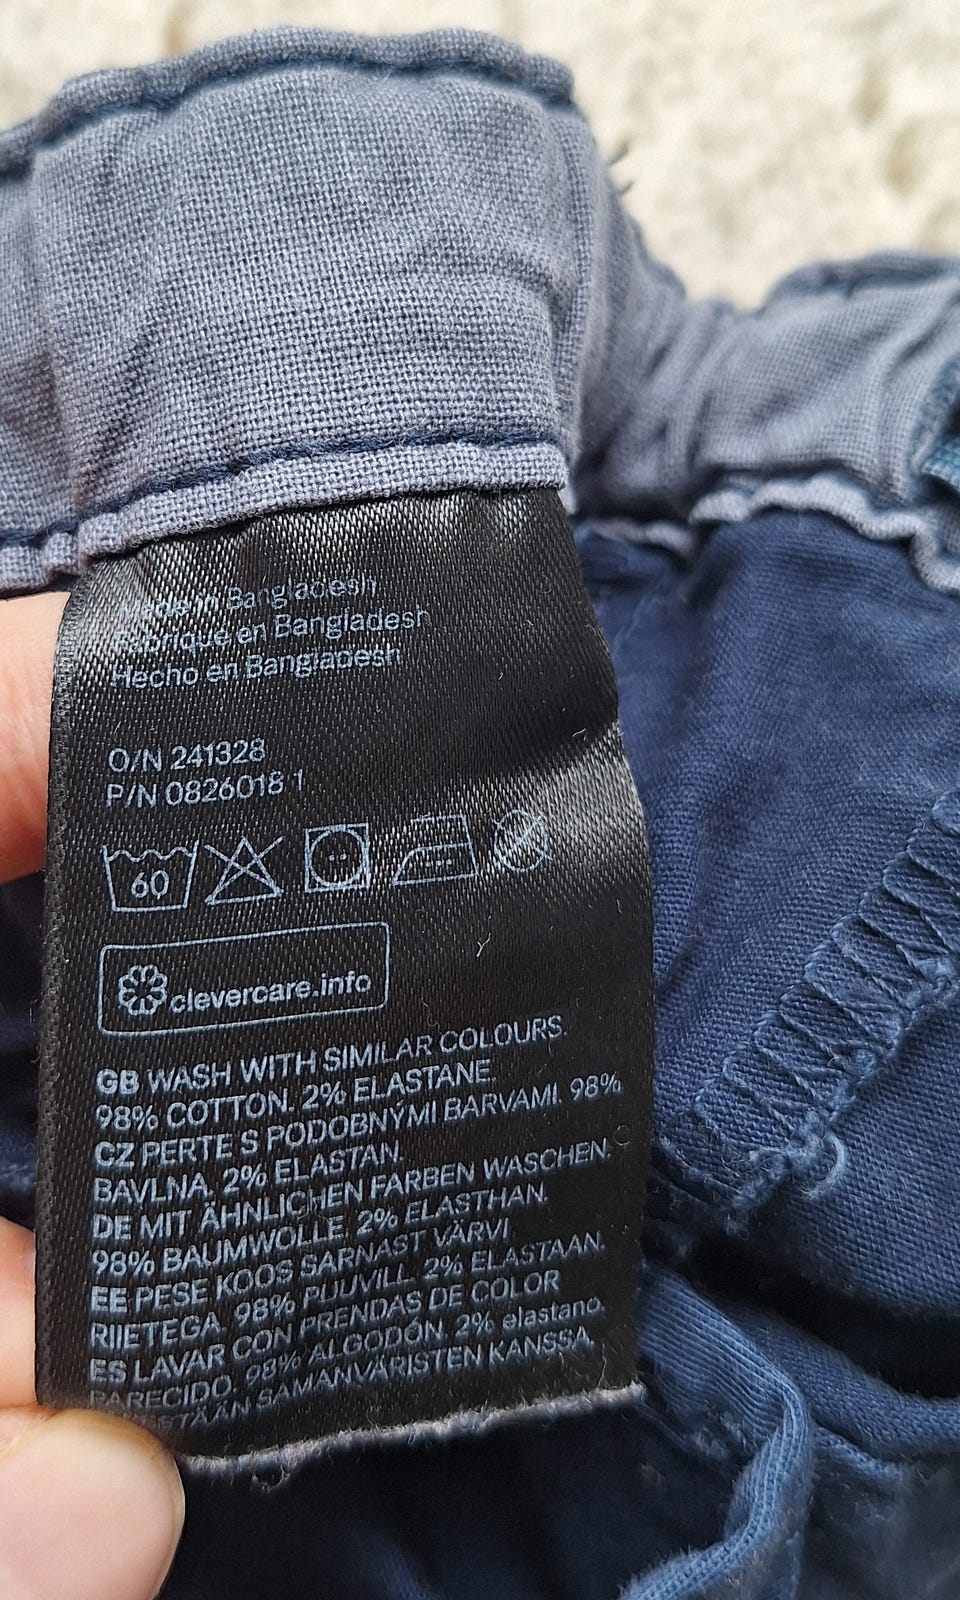 Made in Bangladesh
Fabriqué en Bangladesh
Hecho en Bangladesh
O/N 241328
P/N 0826018 1
60
clevercare.info
GB WASH WITH SIMILAR COLOURS.
98% COTTON. 2% ELASTANE.
CZ PERTE S PODOBNÝMI BARVAMI. 98%
BAVLNA. 2% ELASTAN.
DE MIT ÄHNLICHEN FARBEN WASCHEN.
98% BAUMWOLLE. 2% ELASTHAN.
EE PESE KOOS SARNAST VÄRVI
RIIETEGA. 98% PUUVILL. 2% ELASTAAN.
ES LAVAR CON PRENDAS DE COLOR
PARECIDO. 98% ALGODÓN. 2% elastano.
SAMANVÄRISTEN KANSSA.